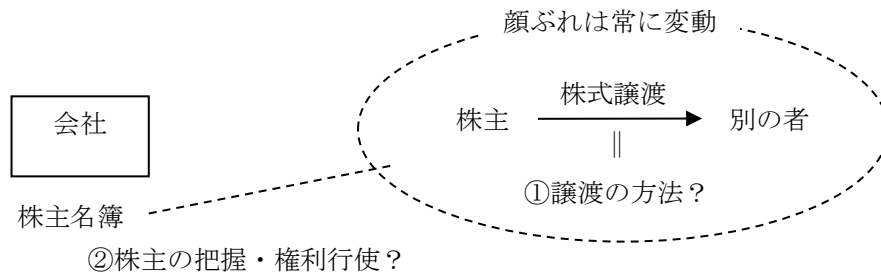 顔ぶれは常に変動
会社
株主
株式譲渡
別の者
||
①譲渡の方法？
株主名簿
②株主の把握・権利行使？